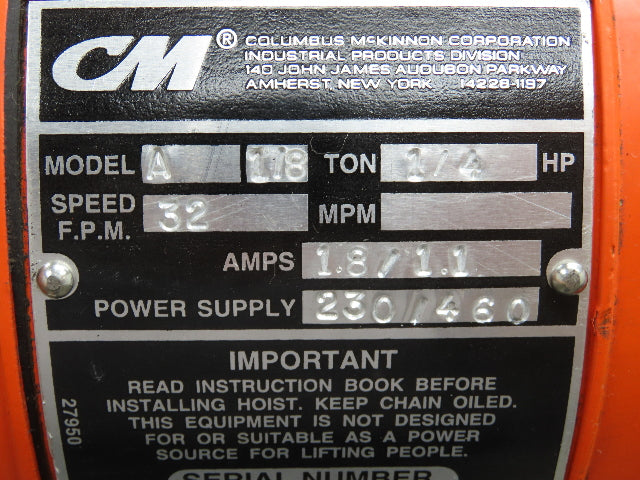 CM® COLUMBUS McKINNON CORPORATION
INDUSTRIAL PRODUCTS DIVISION
140 JOHN JAMES AUDUBON PARKWAY
AMHERST, NEW YORK 14228-1197
MODEL A 1/8 TON 1/4 HP
SPEED F.P.M. 32 MPM
AMPS 1.8/1.1
POWER SUPPLY 230/460
IMPORTANT
READ INSTRUCTION BOOK BEFORE
INSTALLING HOIST. KEEP CHAIN OILED.
THIS EQUIPMENT IS NOT DESIGNED
FOR OR SUITABLE AS A POWER
SOURCE FOR LIFTING PEOPLE.
27950
SERIAL NUMBER